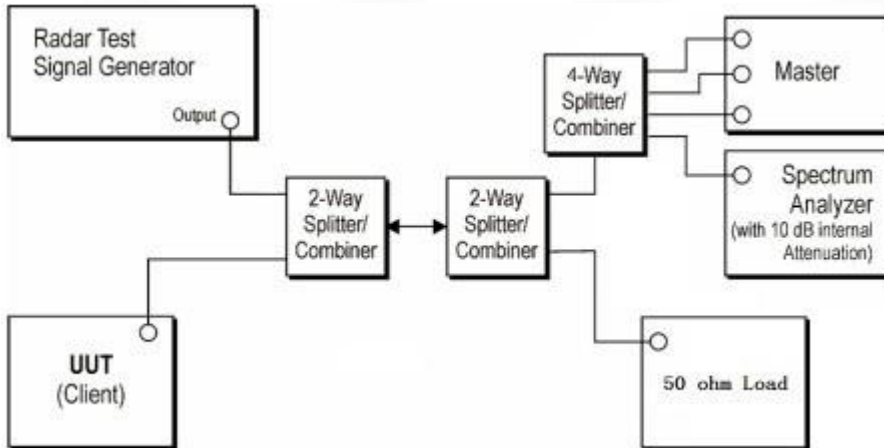 Radar Test
Signal Generator
Output
4-Way
Splitter/
Combiner
Master
Spectrum
Analyzer
(with 10 dB internal
Attenuation)
2-Way
Splitter/
Combiner
2-Way
Splitter/
Combiner
UUT
(Client)
50 ohm Load